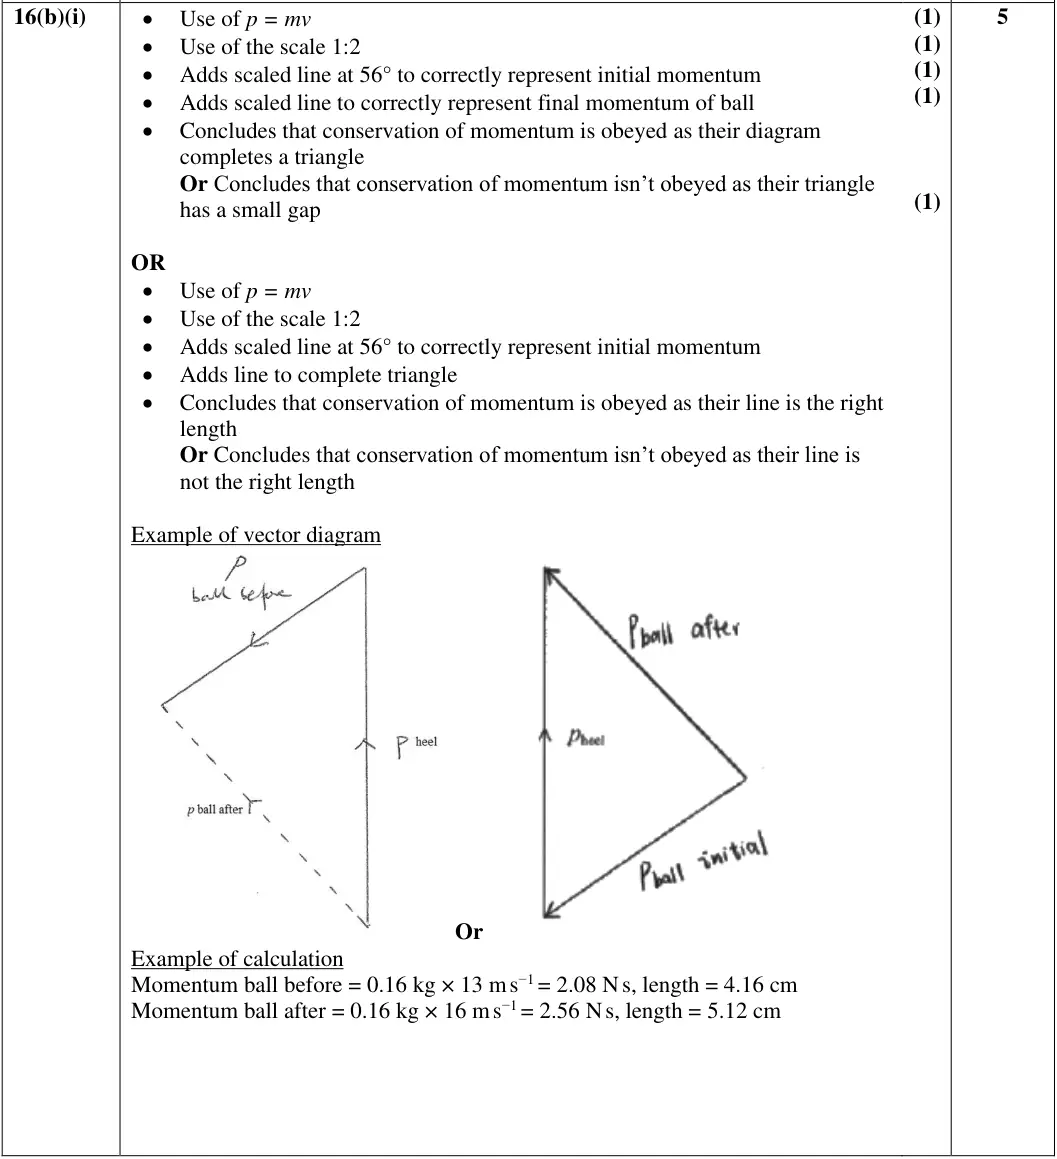 16(b)(i)
• Use of p = mv (1) 5
• Use of the scale 1:2 (1)
• Adds scaled line at 56° to correctly represent initial momentum (1)
• Adds scaled line to correctly represent final momentum of ball (1)
• Concludes that conservation of momentum is obeyed as their diagram
completes a triangle
Or Concludes that conservation of momentum isn’t obeyed as their triangle
has a small gap (1)
OR
• Use of p = mv
• Use of the scale 1:2
• Adds scaled line at 56° to correctly represent initial momentum
• Adds line to complete triangle
• Concludes that conservation of momentum is obeyed as their line is the right
length
Or Concludes that conservation of momentum isn’t obeyed as their line is
not the right length
Example of vector diagram
P
ball before
P heel
p ball after
Pball after
Pheel
Pball initial
Or
Example of calculation
Momentum ball before = 0.16 kg × 13 m s⁻¹ = 2.08 N s, length = 4.16 cm
Momentum ball after = 0.16 kg × 16 m s⁻¹ = 2.56 N s, length = 5.12 cm